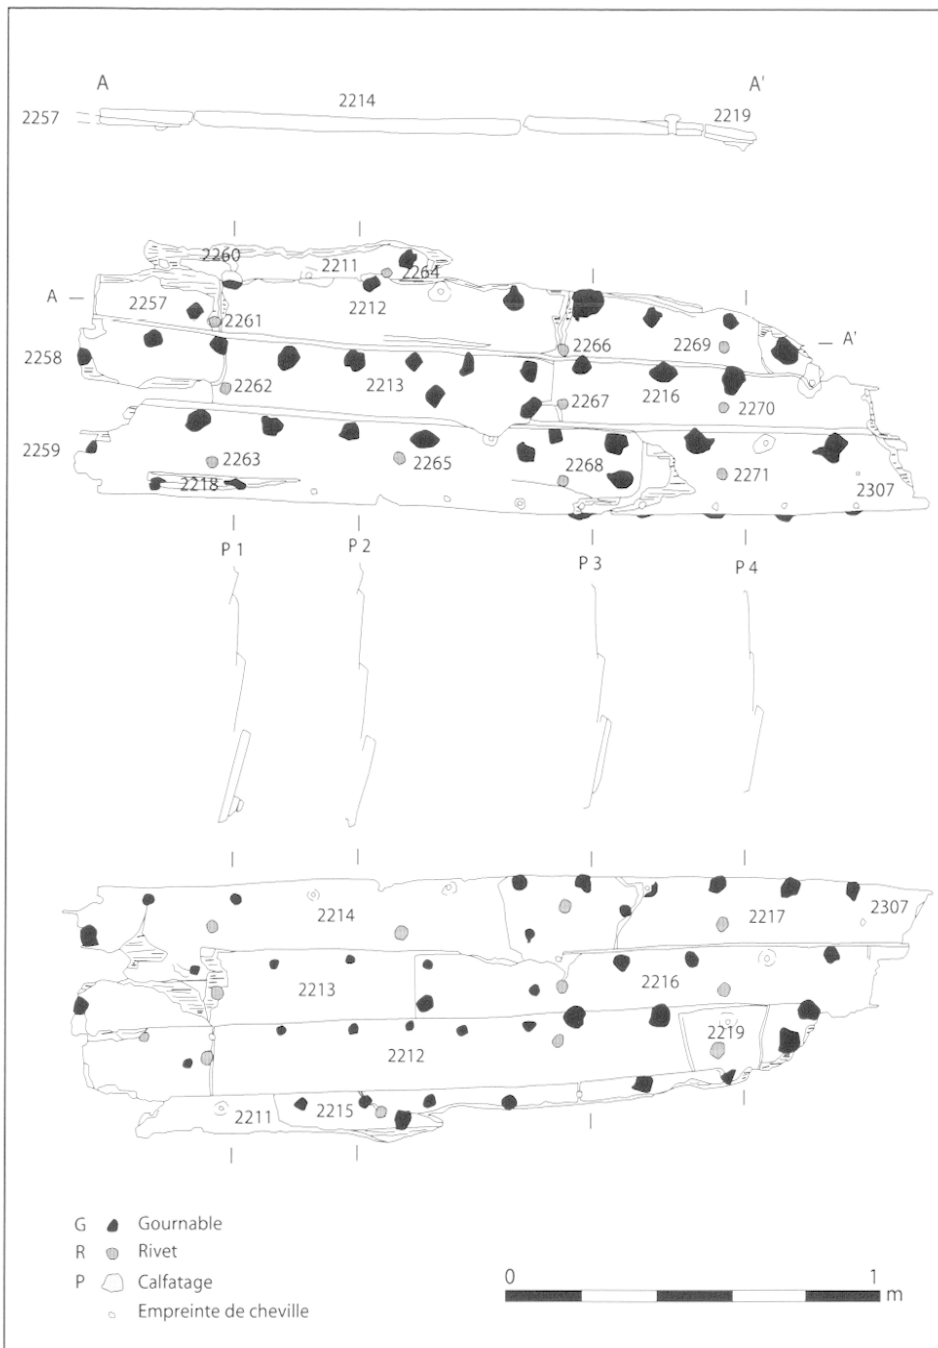 A A'
2214
2257 2219
2260 2211 2264
A 2257 2212
2261 2266 2269 A'
2258 2262 2213 2267 2216 2270
2259 2263 2265 2268 2271
2218 2307
P 1 P 2 P 3 P 4
2214 2217 2307
2213 2216
2212 2219
2211 2215
G Gournable
R Rivet
P Calfatage
Empreinte de cheville
0 1
m